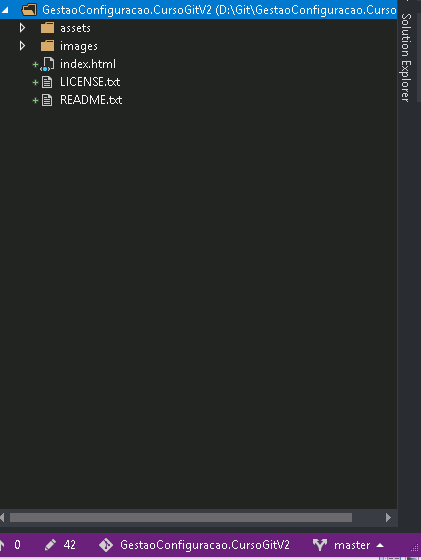 GestaoConfiguracao.CursoGitV2 (D:\Git\GestaoConfiguracao.Curso
assets
images
index.html
LICENSE.txt
README.txt
Solution Explorer
0 42 GestaoConfiguracao.CursoGitV2 master